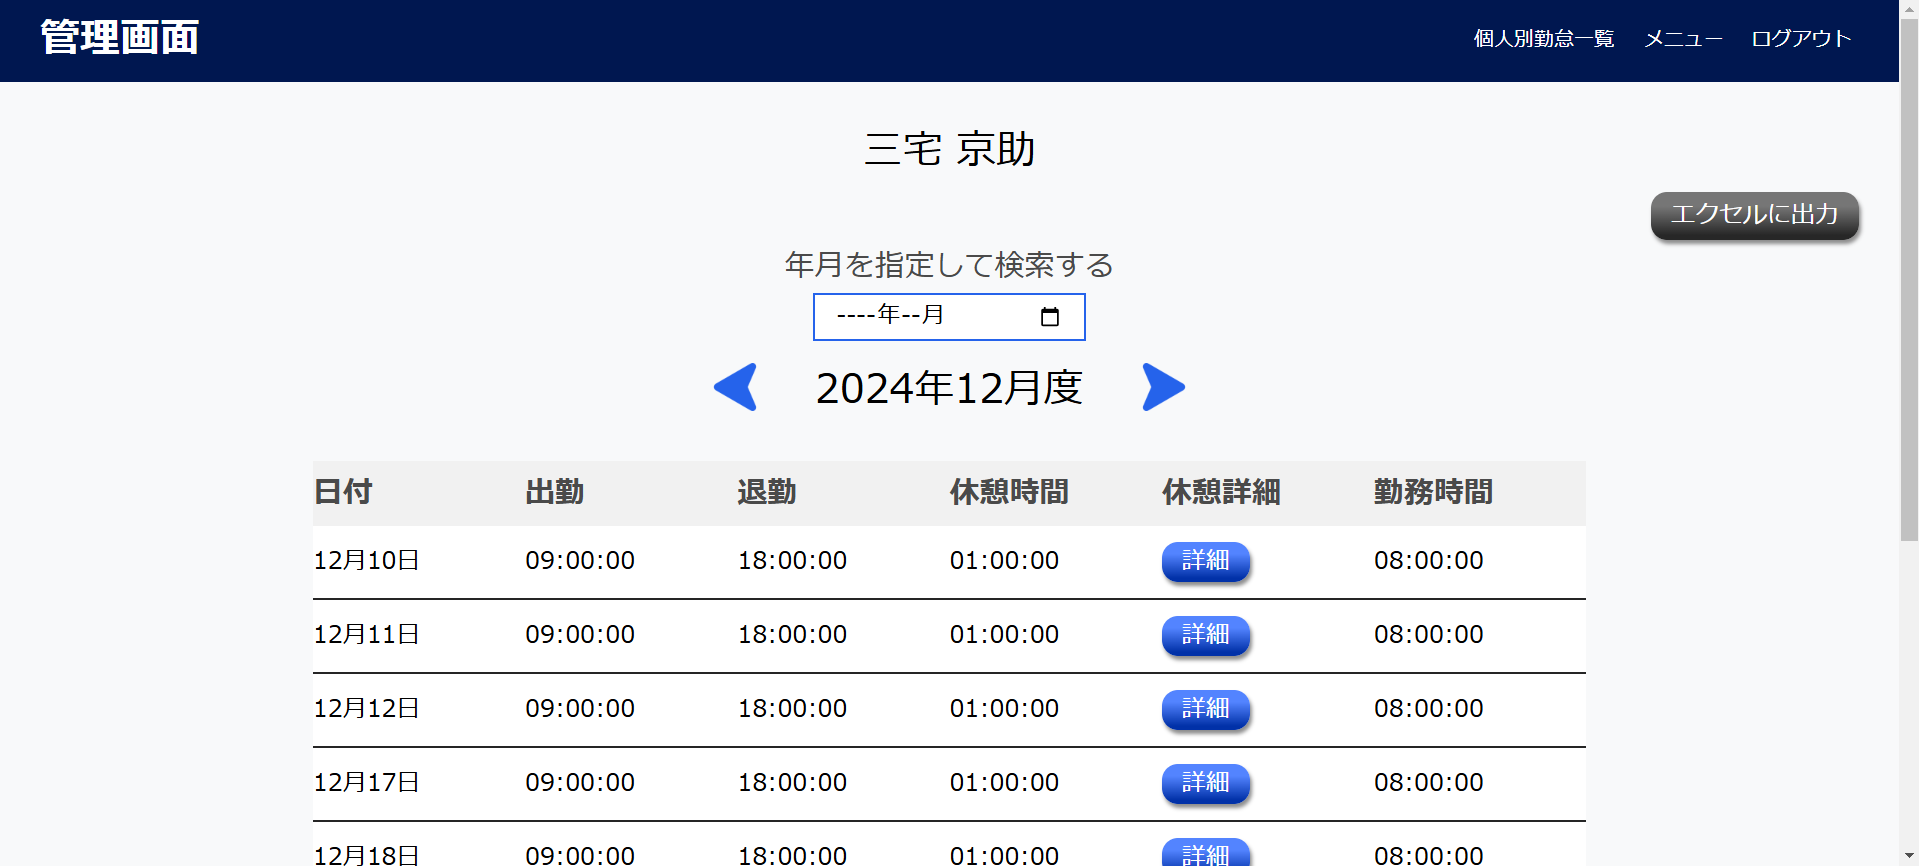 管理画面
個人別勤怠一覧 メニュー ログアウト
三宅 京助
エクセルに出力
年月を指定して検索する
----年--月
2024年12月度
日付 出勤 退勤 休憩時間 休憩詳細 勤務時間
12月10日 09:00:00 18:00:00 01:00:00 詳細 08:00:00
12月11日 09:00:00 18:00:00 01:00:00 詳細 08:00:00
12月12日 09:00:00 18:00:00 01:00:00 詳細 08:00:00
12月17日 09:00:00 18:00:00 01:00:00 詳細 08:00:00
12月18日 09:00:00 18:00:00 01:00:00 詳細 08:00:00